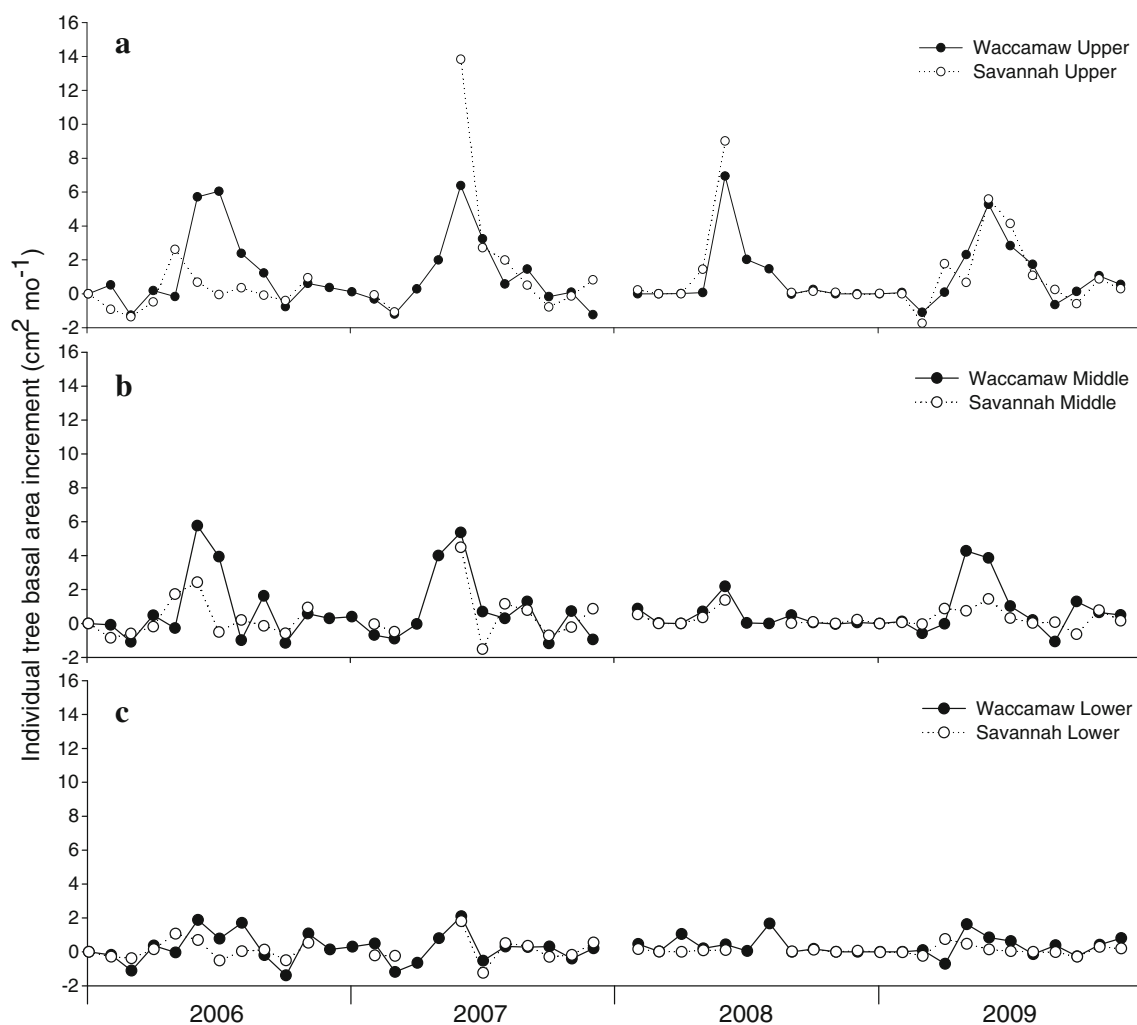 Individual tree basal area increment (cm² mo⁻¹)
a
Waccamaw Upper
Savannah Upper
16
14
12
10
8
6
4
2
0
-2
b
Waccamaw Middle
Savannah Middle
16
14
12
10
8
6
4
2
0
-2
c
Waccamaw Lower
Savannah Lower
16
14
12
10
8
6
4
2
0
-2
2006 2007 2008 2009